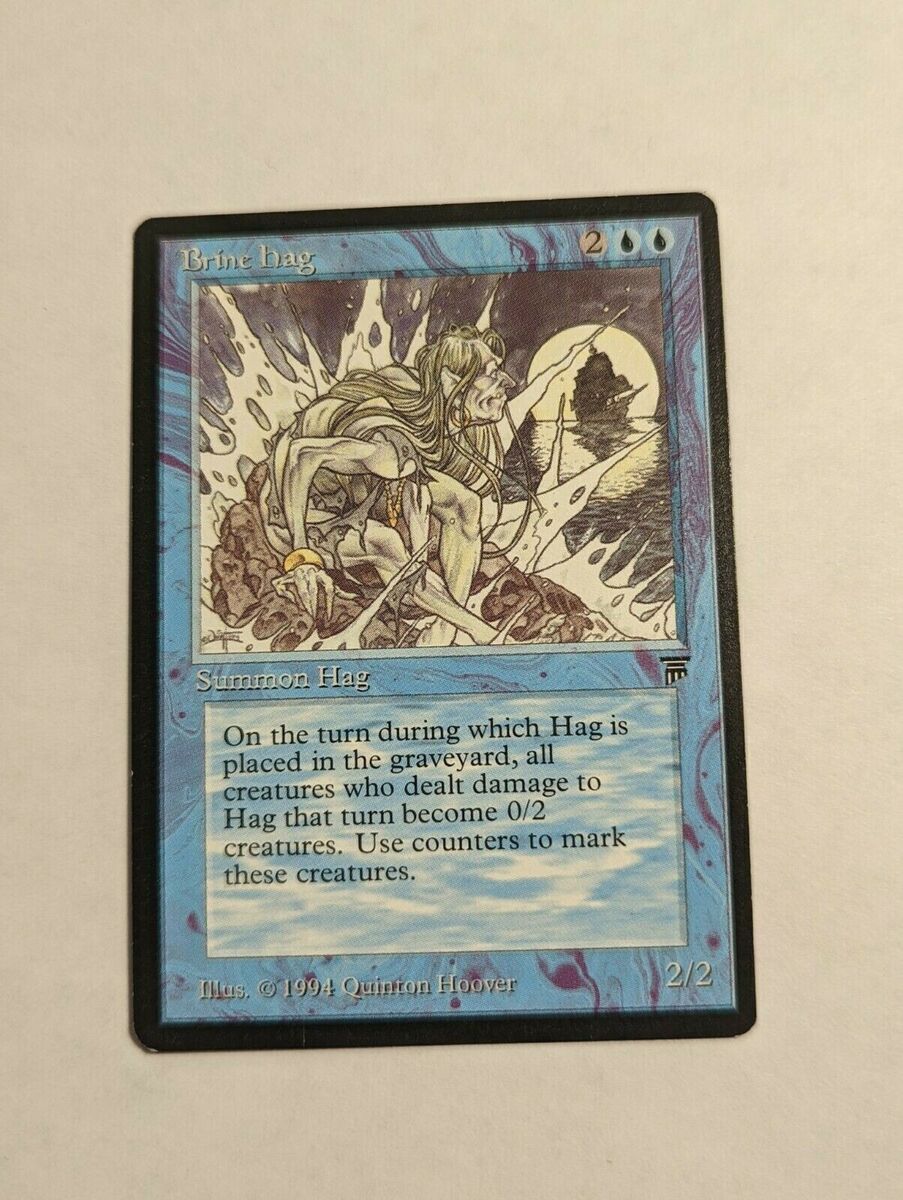 Brine Hag 2
Summon Hag
On the turn during which Hag is
placed in the graveyard, all
creatures who dealt damage to
Hag that turn become 0/2
creatures. Use counters to mark
these creatures.
Illus. © 1994 Quinton Hoover 2/2